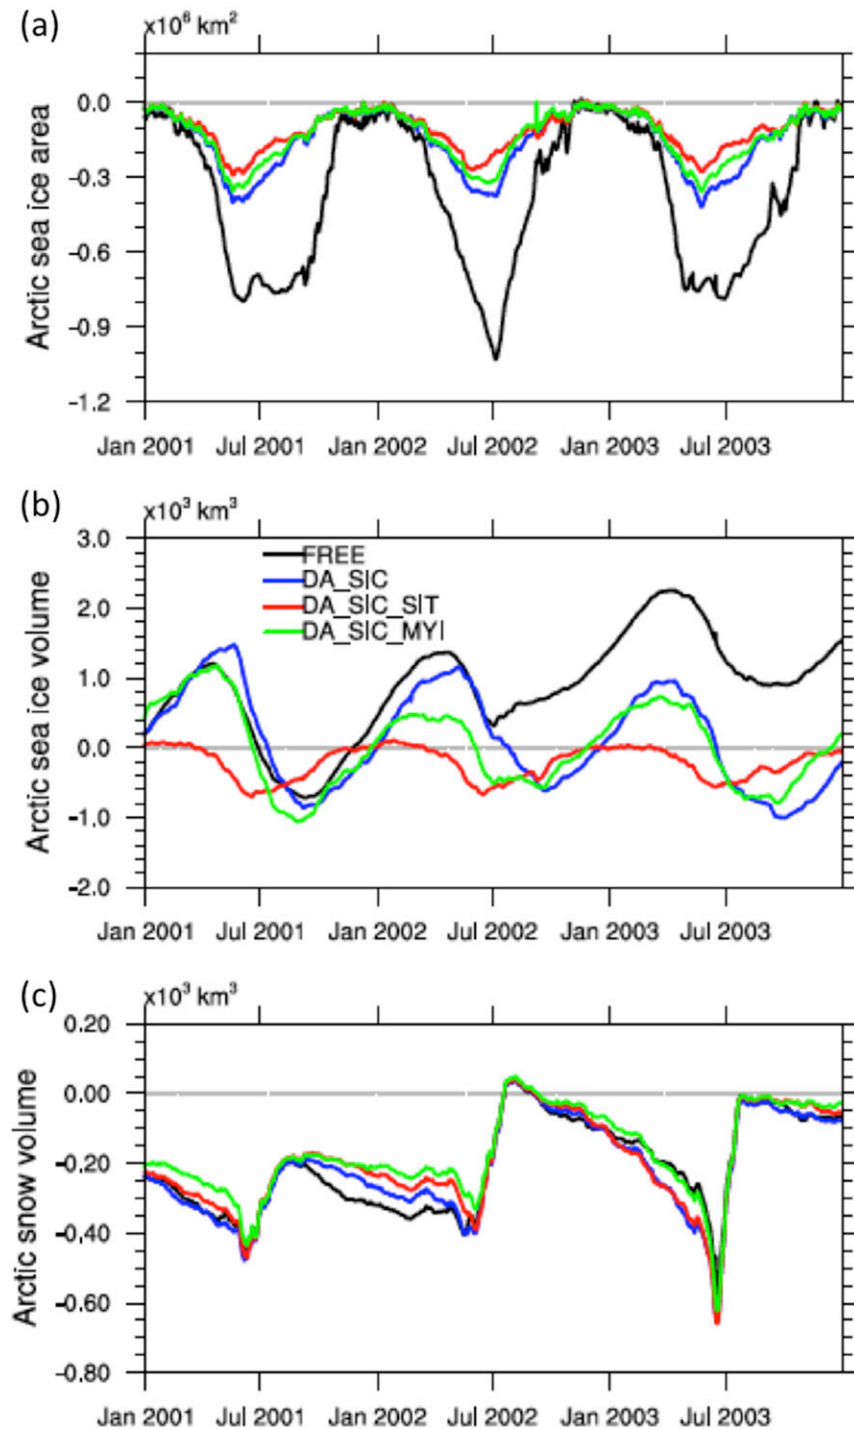 (a)
x10⁶ km²
Arctic sea ice area
0.0
-0.3
-0.6
-0.9
-1.2
Jan 2001 Jul 2001 Jan 2002 Jul 2002 Jan 2003 Jul 2003
(b)
x10³ km³
Arctic sea ice volume
3.0
2.0
1.0
0.0
-1.0
-2.0
FREE
DA_SIC
DA_SIC_SIT
DA_SIC_MYI
Jan 2001 Jul 2001 Jan 2002 Jul 2002 Jan 2003 Jul 2003
(c)
x10³ km³
Arctic snow volume
0.20
0.00
-0.20
-0.40
-0.60
-0.80
Jan 2001 Jul 2001 Jan 2002 Jul 2002 Jan 2003 Jul 2003